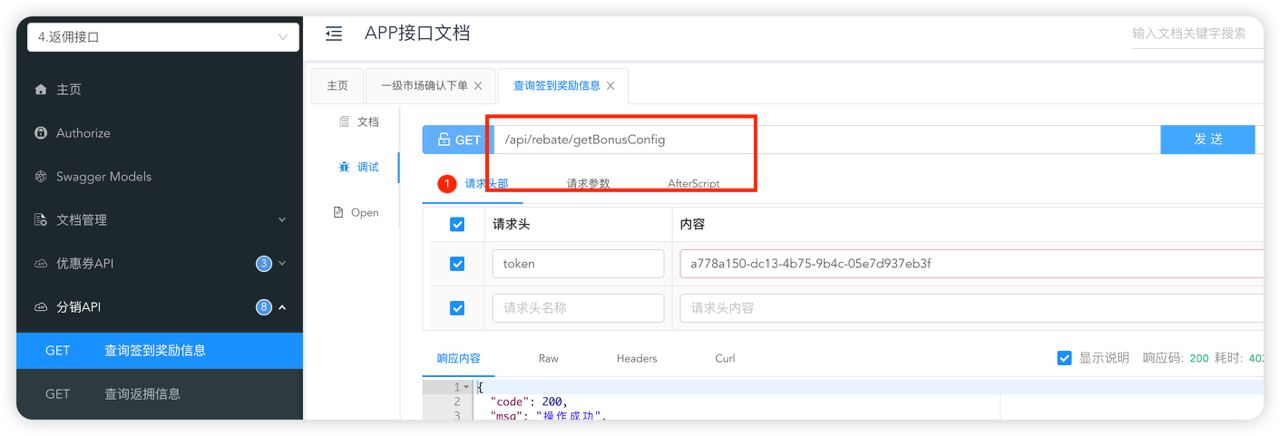 4.返佣接口
APP接口文档
输入文档关键字搜索
主页
一级市场确认下单
查询签到奖励信息
主页
Authorize
Swagger Models
文档管理
优惠券API
3
分销API
8
GET
查询签到奖励信息
GET
查询返拥信息
文档
调试
Open
GET
/api/rebate/getBonusConfig
发 送
1
请求头部
请求参数
AfterScript
请求头
内容
token
a778a150-dc13-4b75-9b4c-05e7d937eb3f
请求头名称
请求头内容
响应内容
Raw
Headers
Curl
显示说明
响应码: 200
耗时: 403
1
{
2
"code": 200,
3
"msg": "操作成功",